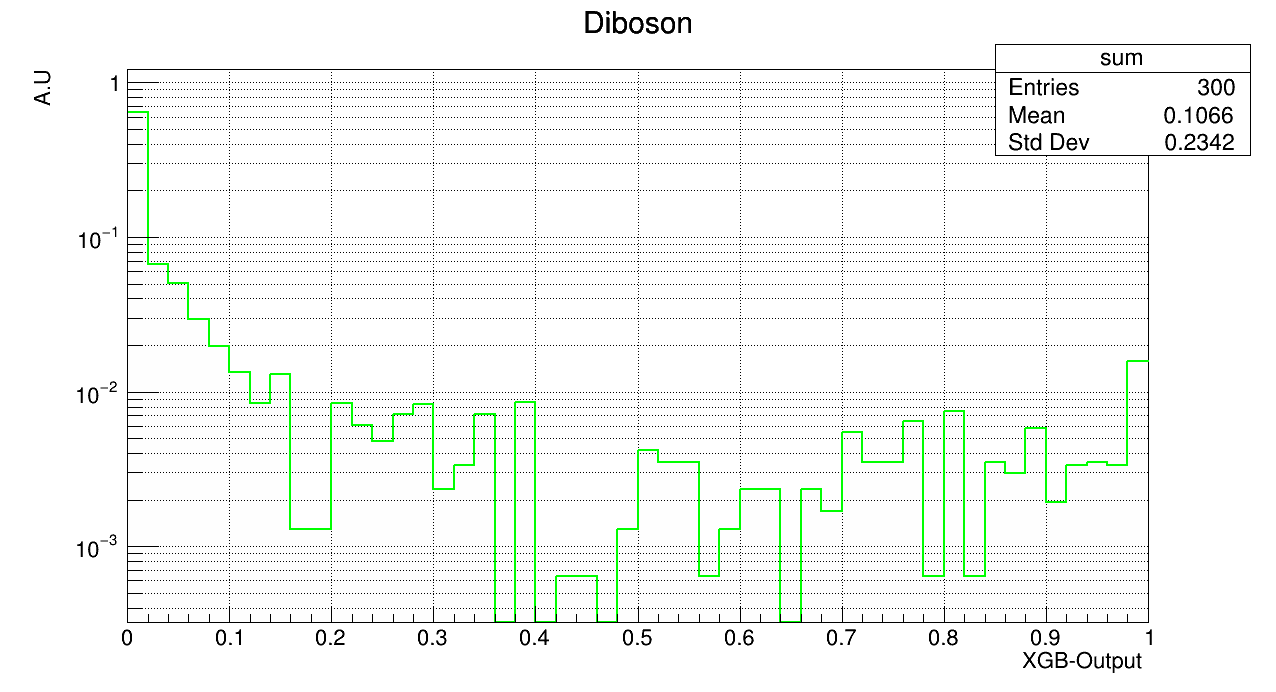 Diboson
sum
Entries 300
Mean 0.1066
Std Dev 0.2342
A.U
1
10−1
10−2
10−3
0 0.1 0.2 0.3 0.4 0.5 0.6 0.7 0.8 0.9 1
XGB-Output